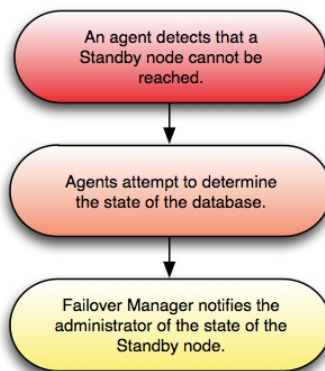 An agent detects that a
Standby node cannot be
reached.
Agents attempt to determine
the state of the database.
Failover Manager notifies the
administrator of the state of the
Standby node.